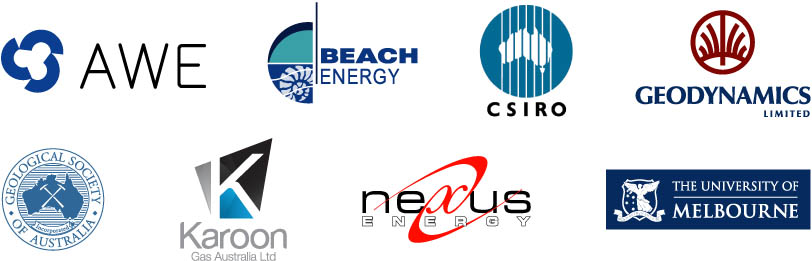 AWE
BEACH
ENERGY
CSIRO
GEODYNAMICS
LIMITED
GEOLOGICAL SOCIETY
Incorporated
OF AUSTRALIA
Karoon
Gas Australia Ltd
nexus
ENERGY
THE UNIVERSITY OF
MELBOURNE